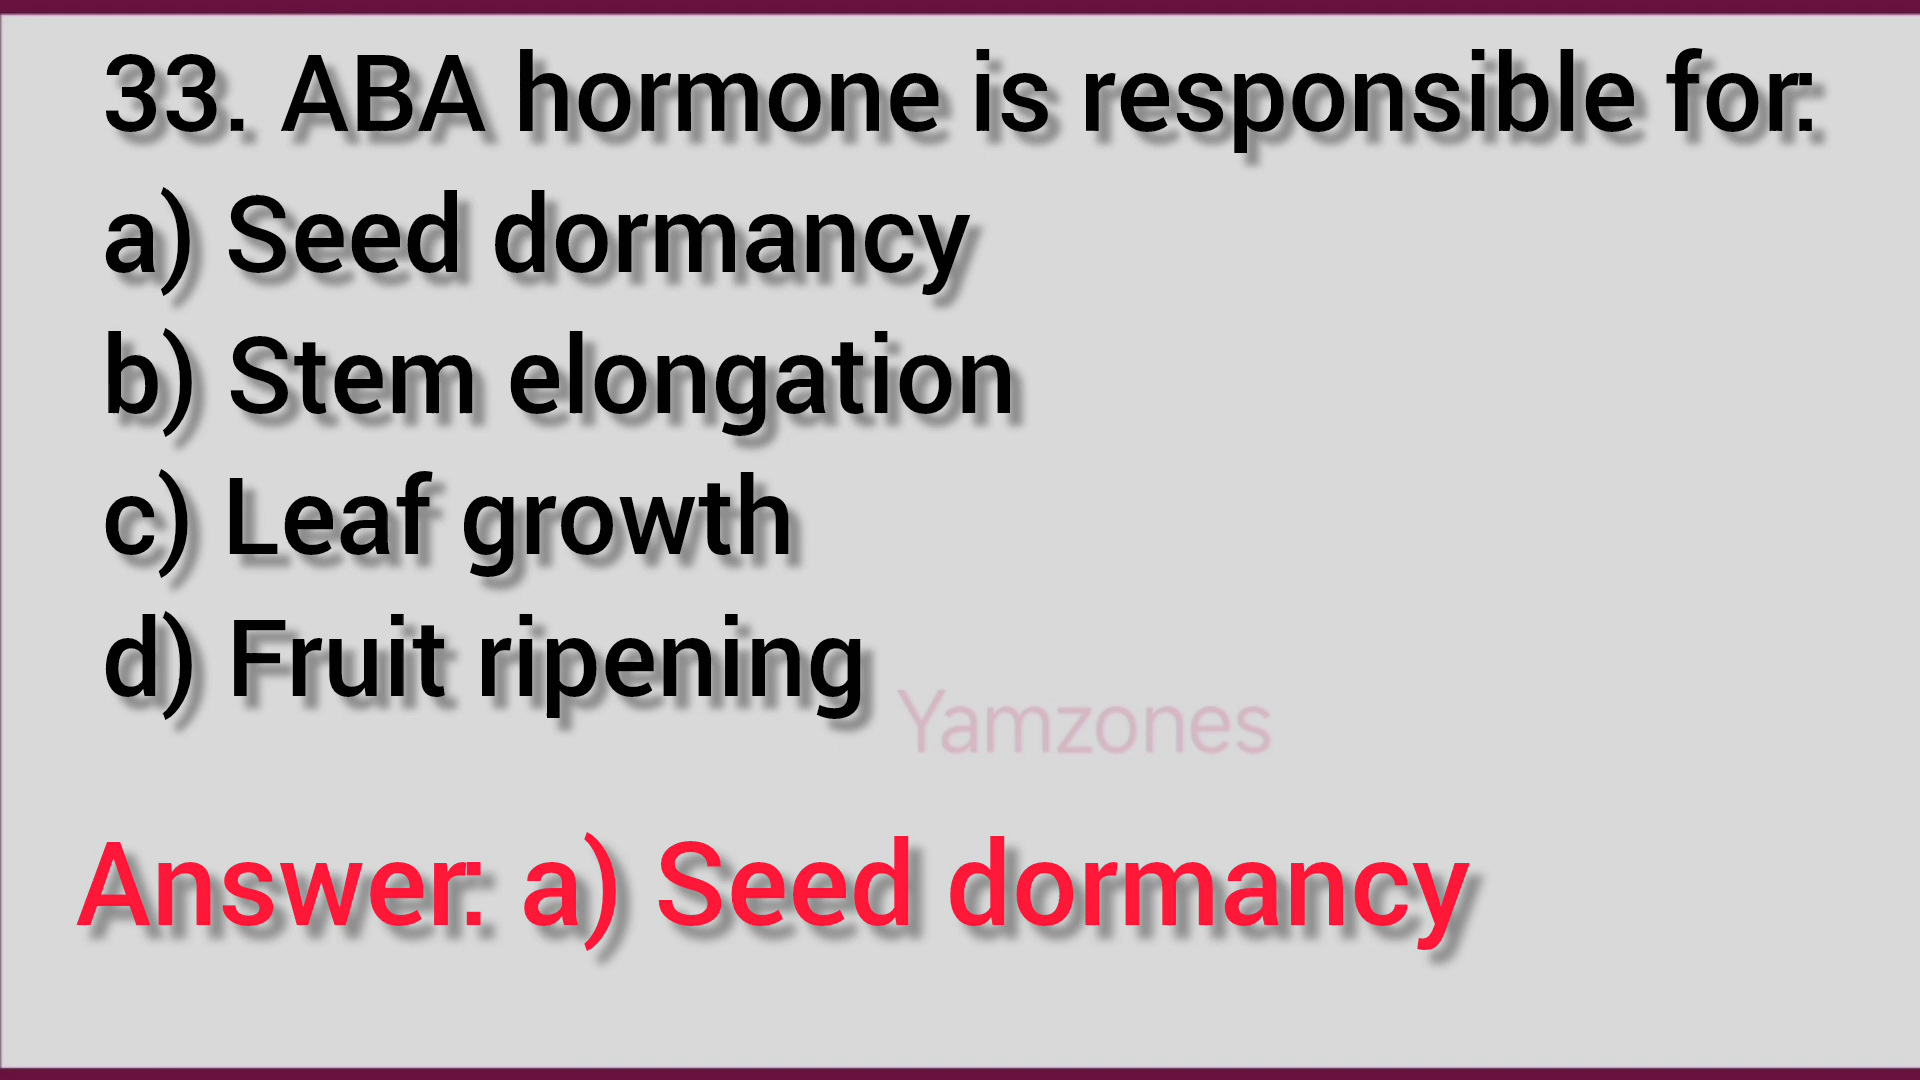 33. ABA hormone is responsible for:
a) Seed dormancy
b) Stem elongation
c) Leaf growth
d) Fruit ripening
Yamzones
Answer: a) Seed dormancy